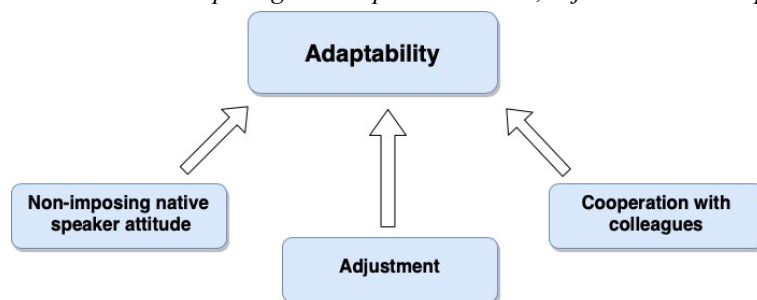 Adaptability
Non-imposing native
speaker attitude
Cooperation with
colleagues
Adjustment